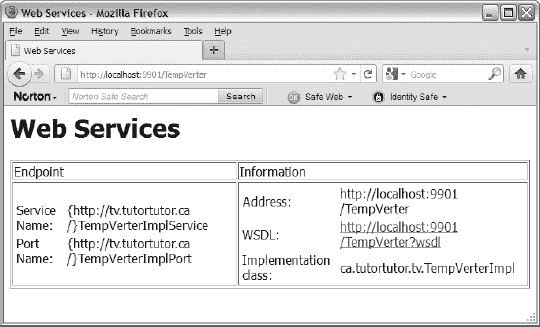 Web Services - Mozilla Firefox
File Edit View History Bookmarks Tools Help
Web Services
http://localhost:9901/TempVerter
Google
Norton
Norton Safe Search
Search
OK
Safe Web
Identity Safe
Web Services
Endpoint
Information
Service Name:
{http://tv.tutortutor.ca
/}TempVerterImplService
Port Name:
{http://tv.tutortutor.ca
/}TempVerterImplPort
Address:
http://localhost:9901
/TempVerter
WSDL:
http://localhost:9901
/TempVerter?wsdl
Implementation
class:
ca.tutortutor.tv.TempVerterImpl